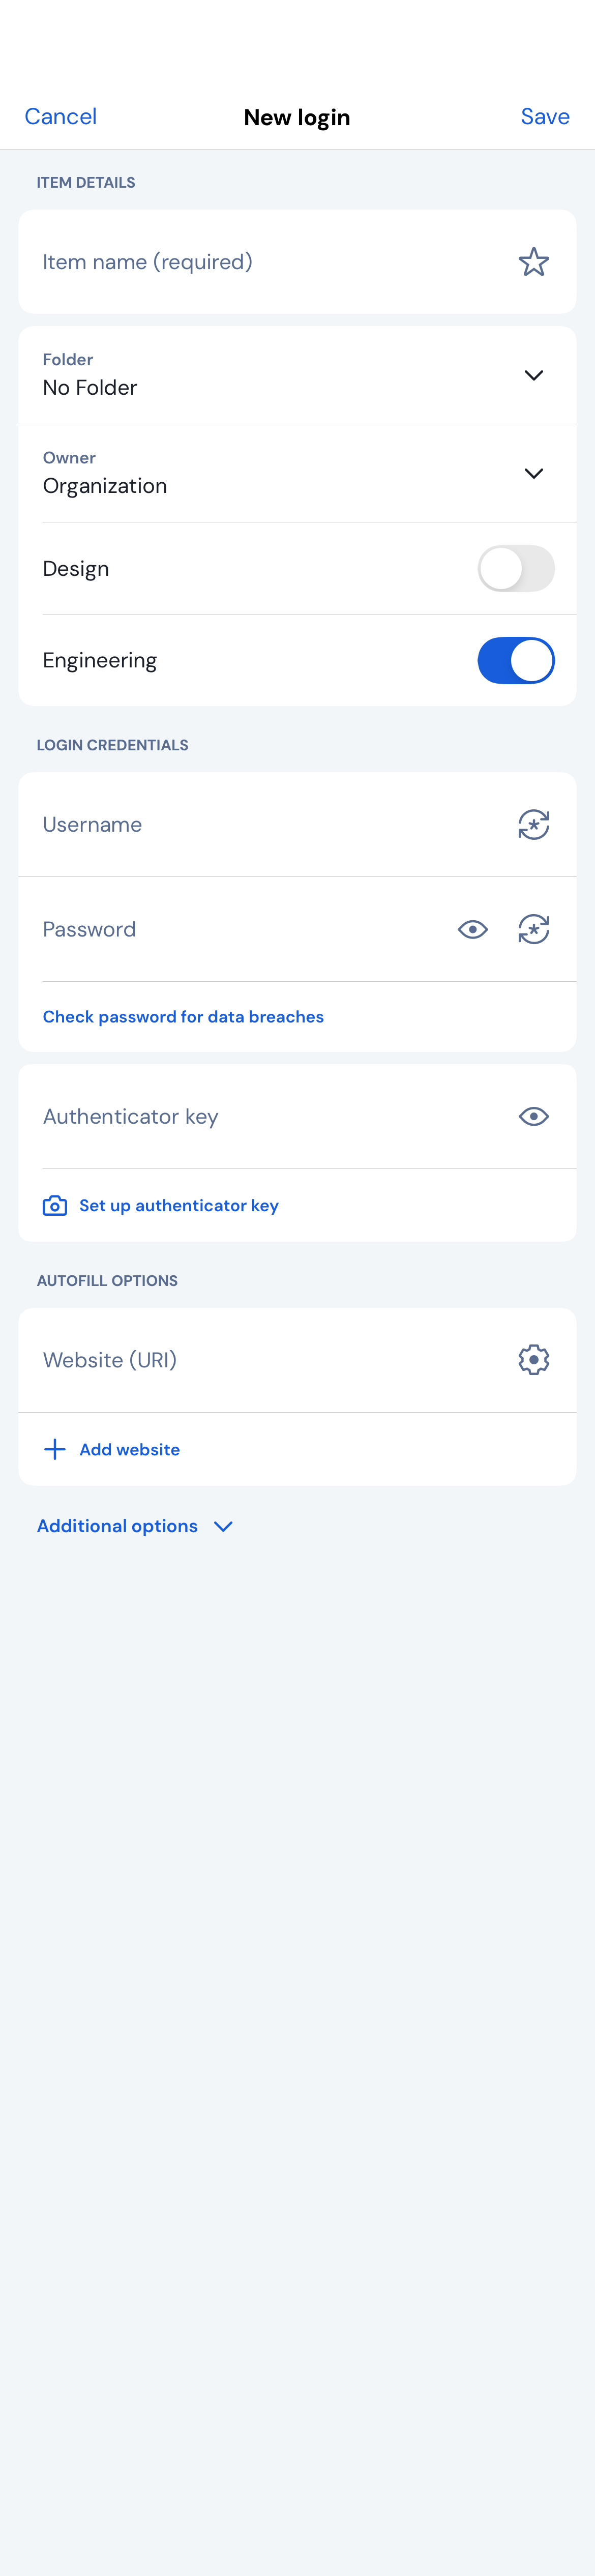 Cancel New login Save
ITEM DETAILS
Item name (required)
Folder
No Folder
Owner
Organization
Design
Engineering
LOGIN CREDENTIALS
Username
Password
Check password for data breaches
Authenticator key
Set up authenticator key
AUTOFILL OPTIONS
Website (URI)
Add website
Additional options